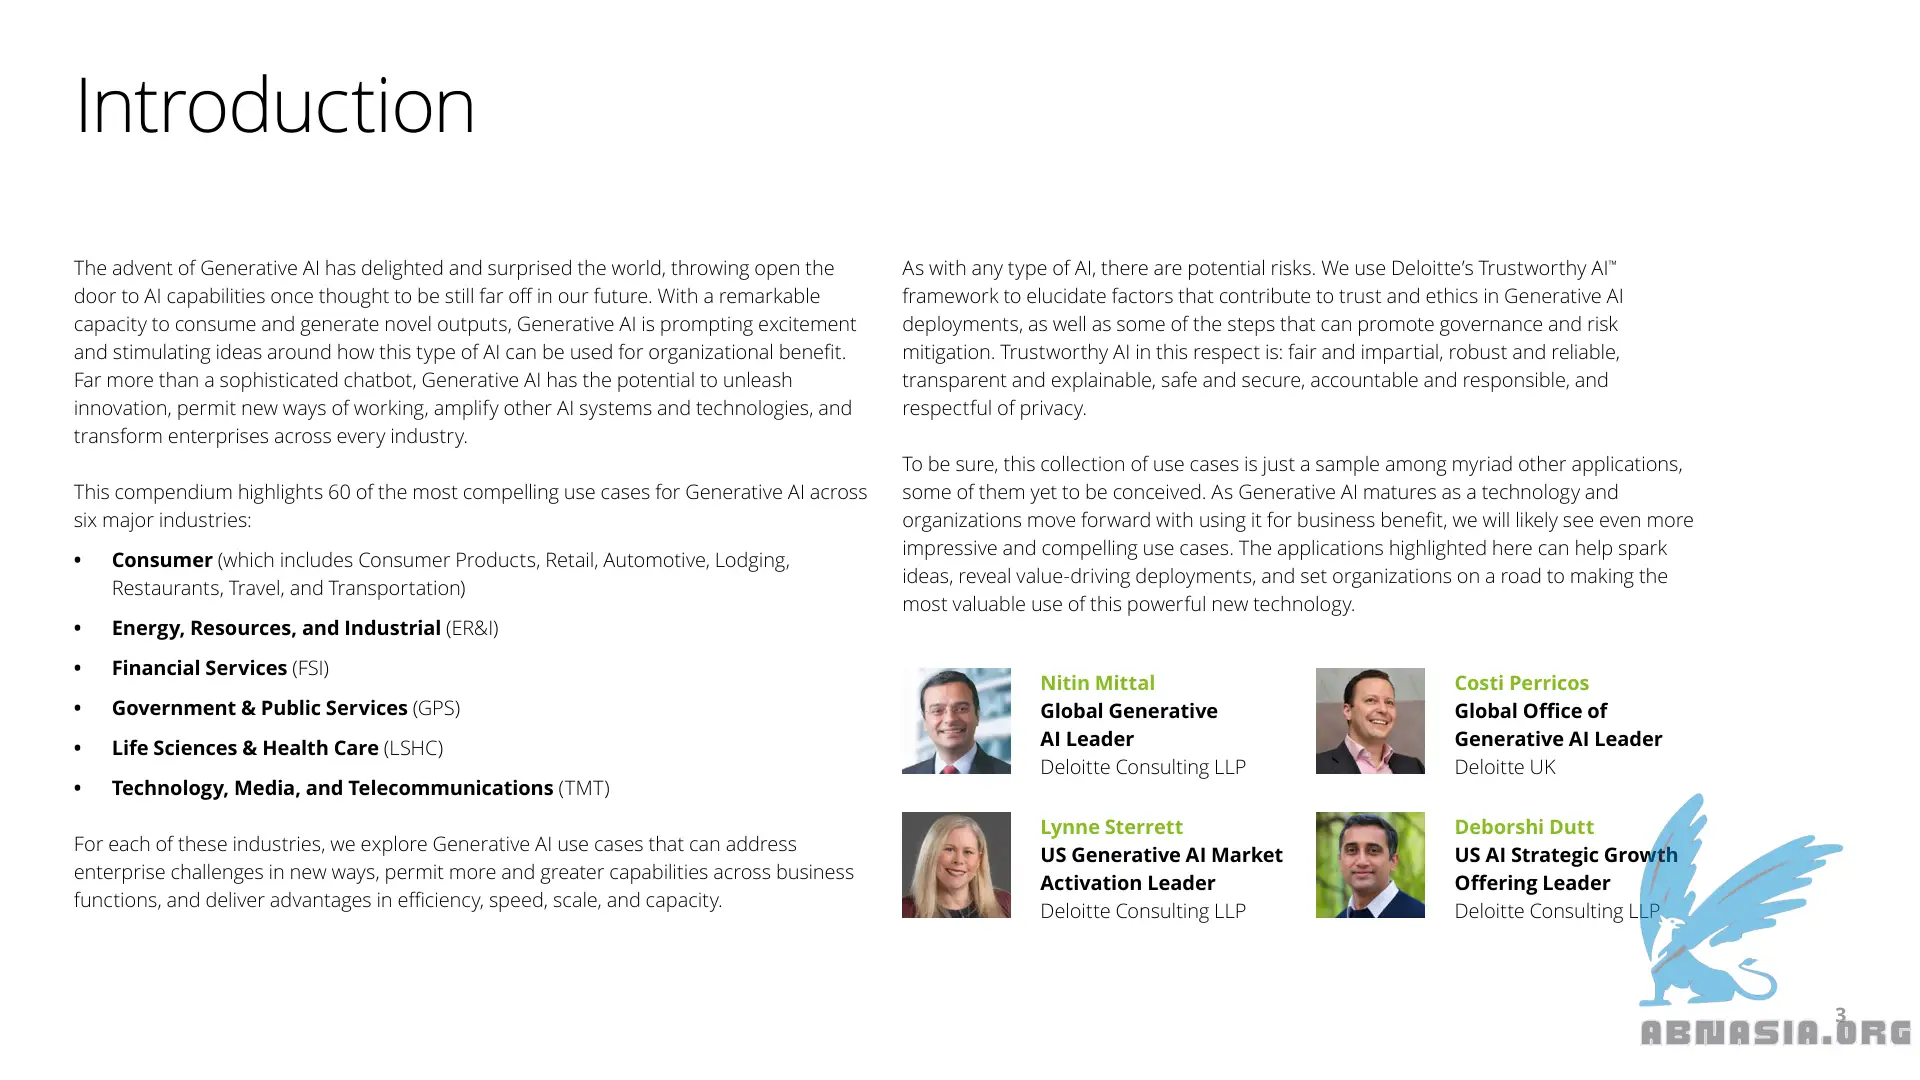 Introduction
The advent of Generative AI has delighted and surprised the world, throwing open the
door to AI capabilities once thought to be still far off in our future. With a remarkable
capacity to consume and generate novel outputs, Generative AI is prompting excitement
and stimulating ideas around how this type of AI can be used for organizational benefit.
Far more than a sophisticated chatbot, Generative AI has the potential to unleash
innovation, permit new ways of working, amplify other AI systems and technologies, and
transform enterprises across every industry.
This compendium highlights 60 of the most compelling use cases for Generative AI across
six major industries:
• Consumer (which includes Consumer Products, Retail, Automotive, Lodging,
Restaurants, Travel, and Transportation)
• Energy, Resources, and Industrial (ER&I)
• Financial Services (FSI)
• Government & Public Services (GPS)
• Life Sciences & Health Care (LSHC)
• Technology, Media, and Telecommunications (TMT)
For each of these industries, we explore Generative AI use cases that can address
enterprise challenges in new ways, permit more and greater capabilities across business
functions, and deliver advantages in efficiency, speed, scale, and capacity.
As with any type of AI, there are potential risks. We use Deloitte’s Trustworthy AI™
framework to elucidate factors that contribute to trust and ethics in Generative AI
deployments, as well as some of the steps that can promote governance and risk
mitigation. Trustworthy AI in this respect is: fair and impartial, robust and reliable,
transparent and explainable, safe and secure, accountable and responsible, and
respectful of privacy.
To be sure, this collection of use cases is just a sample among myriad other applications,
some of them yet to be conceived. As Generative AI matures as a technology and
organizations move forward with using it for business benefit, we will likely see even more
impressive and compelling use cases. The applications highlighted here can help spark
ideas, reveal value-driving deployments, and set organizations on a road to making the
most valuable use of this powerful new technology.
Nitin Mittal
Global Generative
AI Leader
Deloitte Consulting LLP
Costi Perricos
Global Office of
Generative AI Leader
Deloitte UK
Lynne Sterrett
US Generative AI Market
Activation Leader
Deloitte Consulting LLP
Deborshi Dutt
US AI Strategic Growth
Offering Leader
Deloitte Consulting LLP
3
ABNASIA.ORG